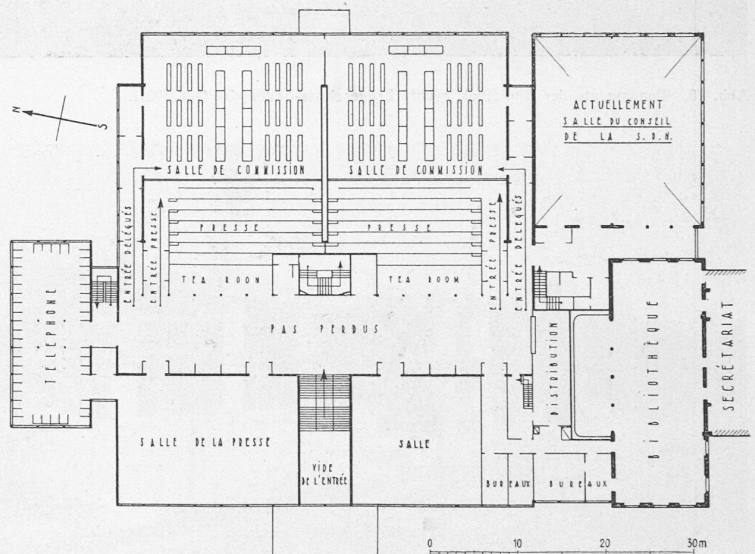 N
S
ACTUELLEMENT
SALLE DU CONSEIL
DE LA S.D.N.
SALLE DE COMMISSION
SALLE DE COMMISSION
ENTRÉE DÉLÉGUÉS
ENTRÉE PRESSE
PRESSE
PRESSE
ENTRÉE PRESSE
ENTRÉE DÉLÉGUÉS
TEA ROOM
TEA ROOM
TELEPHONE
PAS PERDUS
DISTRIBUTION
BIBLIOTHÈQUE
SECRÉTARIAT
SALLE DE LA PRESSE
VIDE
DE L'ENTRÉE
SALLE
BUREAUX
BUREAUX
0 10 20 30m